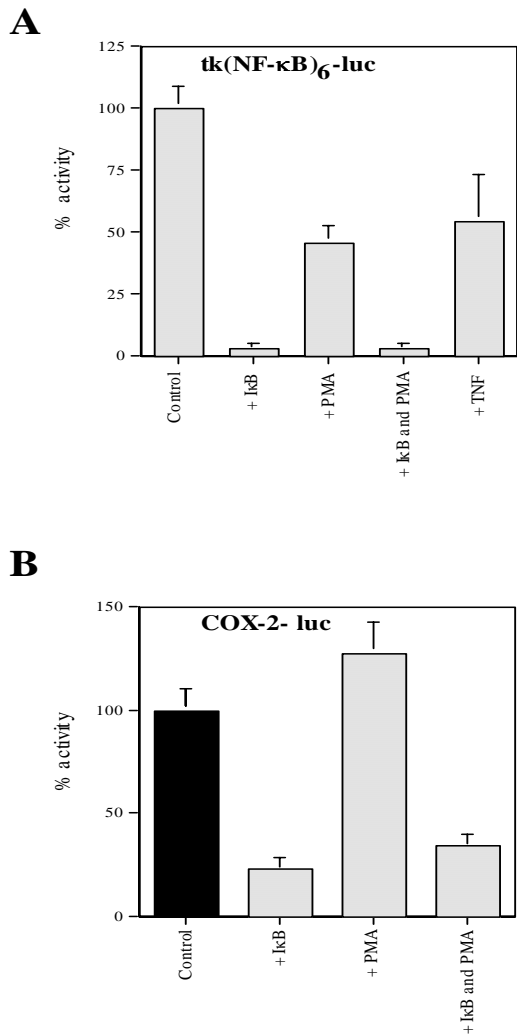 A
tk(NF-κB)6-luc
125
100
75
50
25
0
% activity
Control
+ IκB
+ PMA
+ IκB and PMA
+ TNF
B
COX-2- luc
150
100
50
0
% activity
Control
+ IκB
+ PMA
+ IκB and PMA